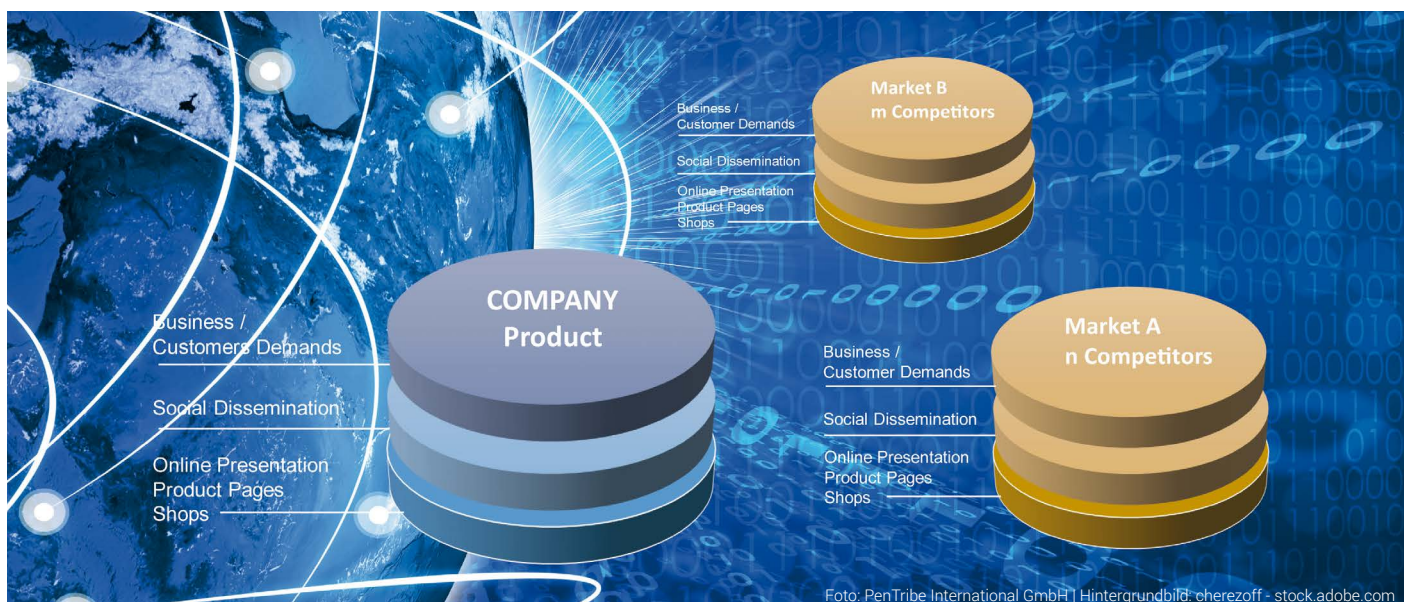 COMPANY
Product
Business /
Customers Demands
Social Dissemination
Online Presentation
Product Pages
Shops
Market B
m Competitors
Business /
Customer Demands
Social Dissemination
Online Presentation
Product Pages
Shops
Market A
n Competitors
Business /
Customer Demands
Social Dissemination
Online Presentation
Product Pages
Shops
Foto: PenTribe International GmbH | Hintergrundbild: cherezoff - stock.adobe.com